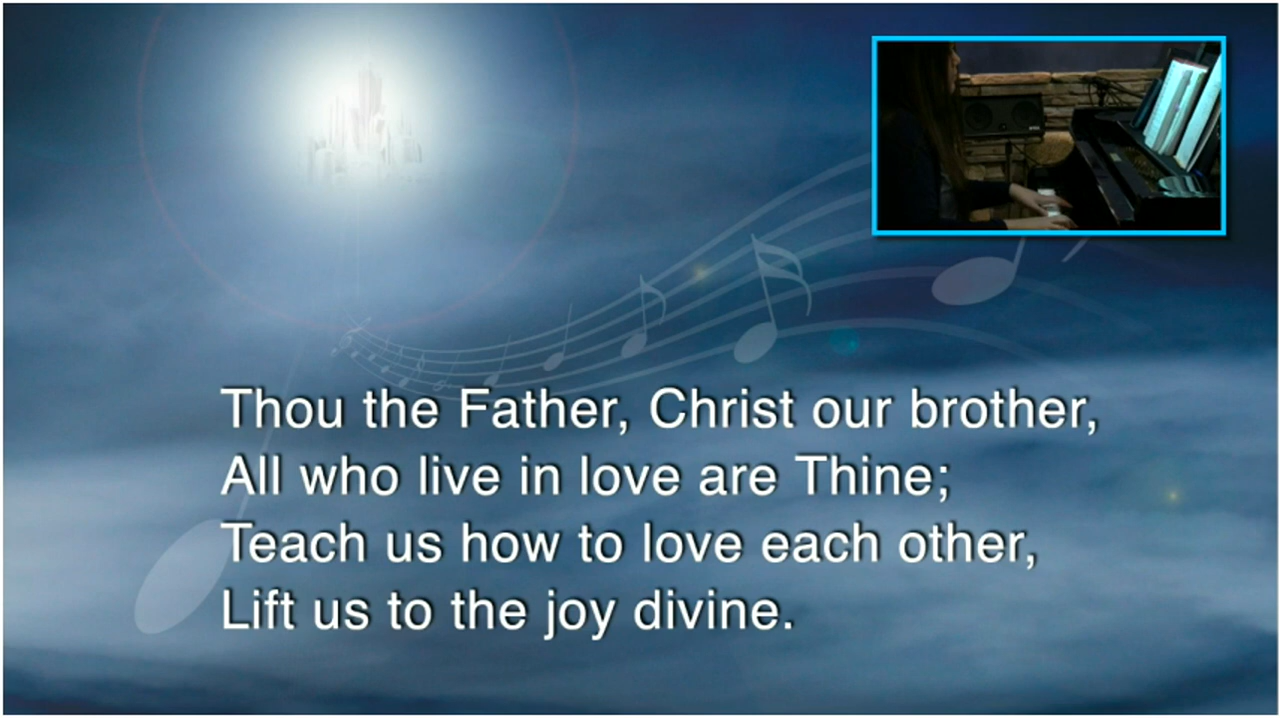 Thou the Father, Christ our brother,
All who live in love are Thine;
Teach us how to love each other,
Lift us to the joy divine.